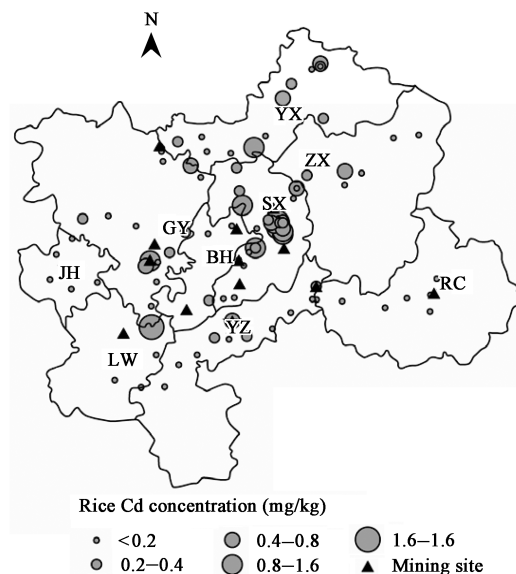 N
YX
ZX
SX
GY
BH
JH
RC
YZ
LW
Rice Cd concentration (mg/kg)
<0.2 0.4–0.8 1.6–1.6
0.2–0.4 0.8–1.6 Mining site